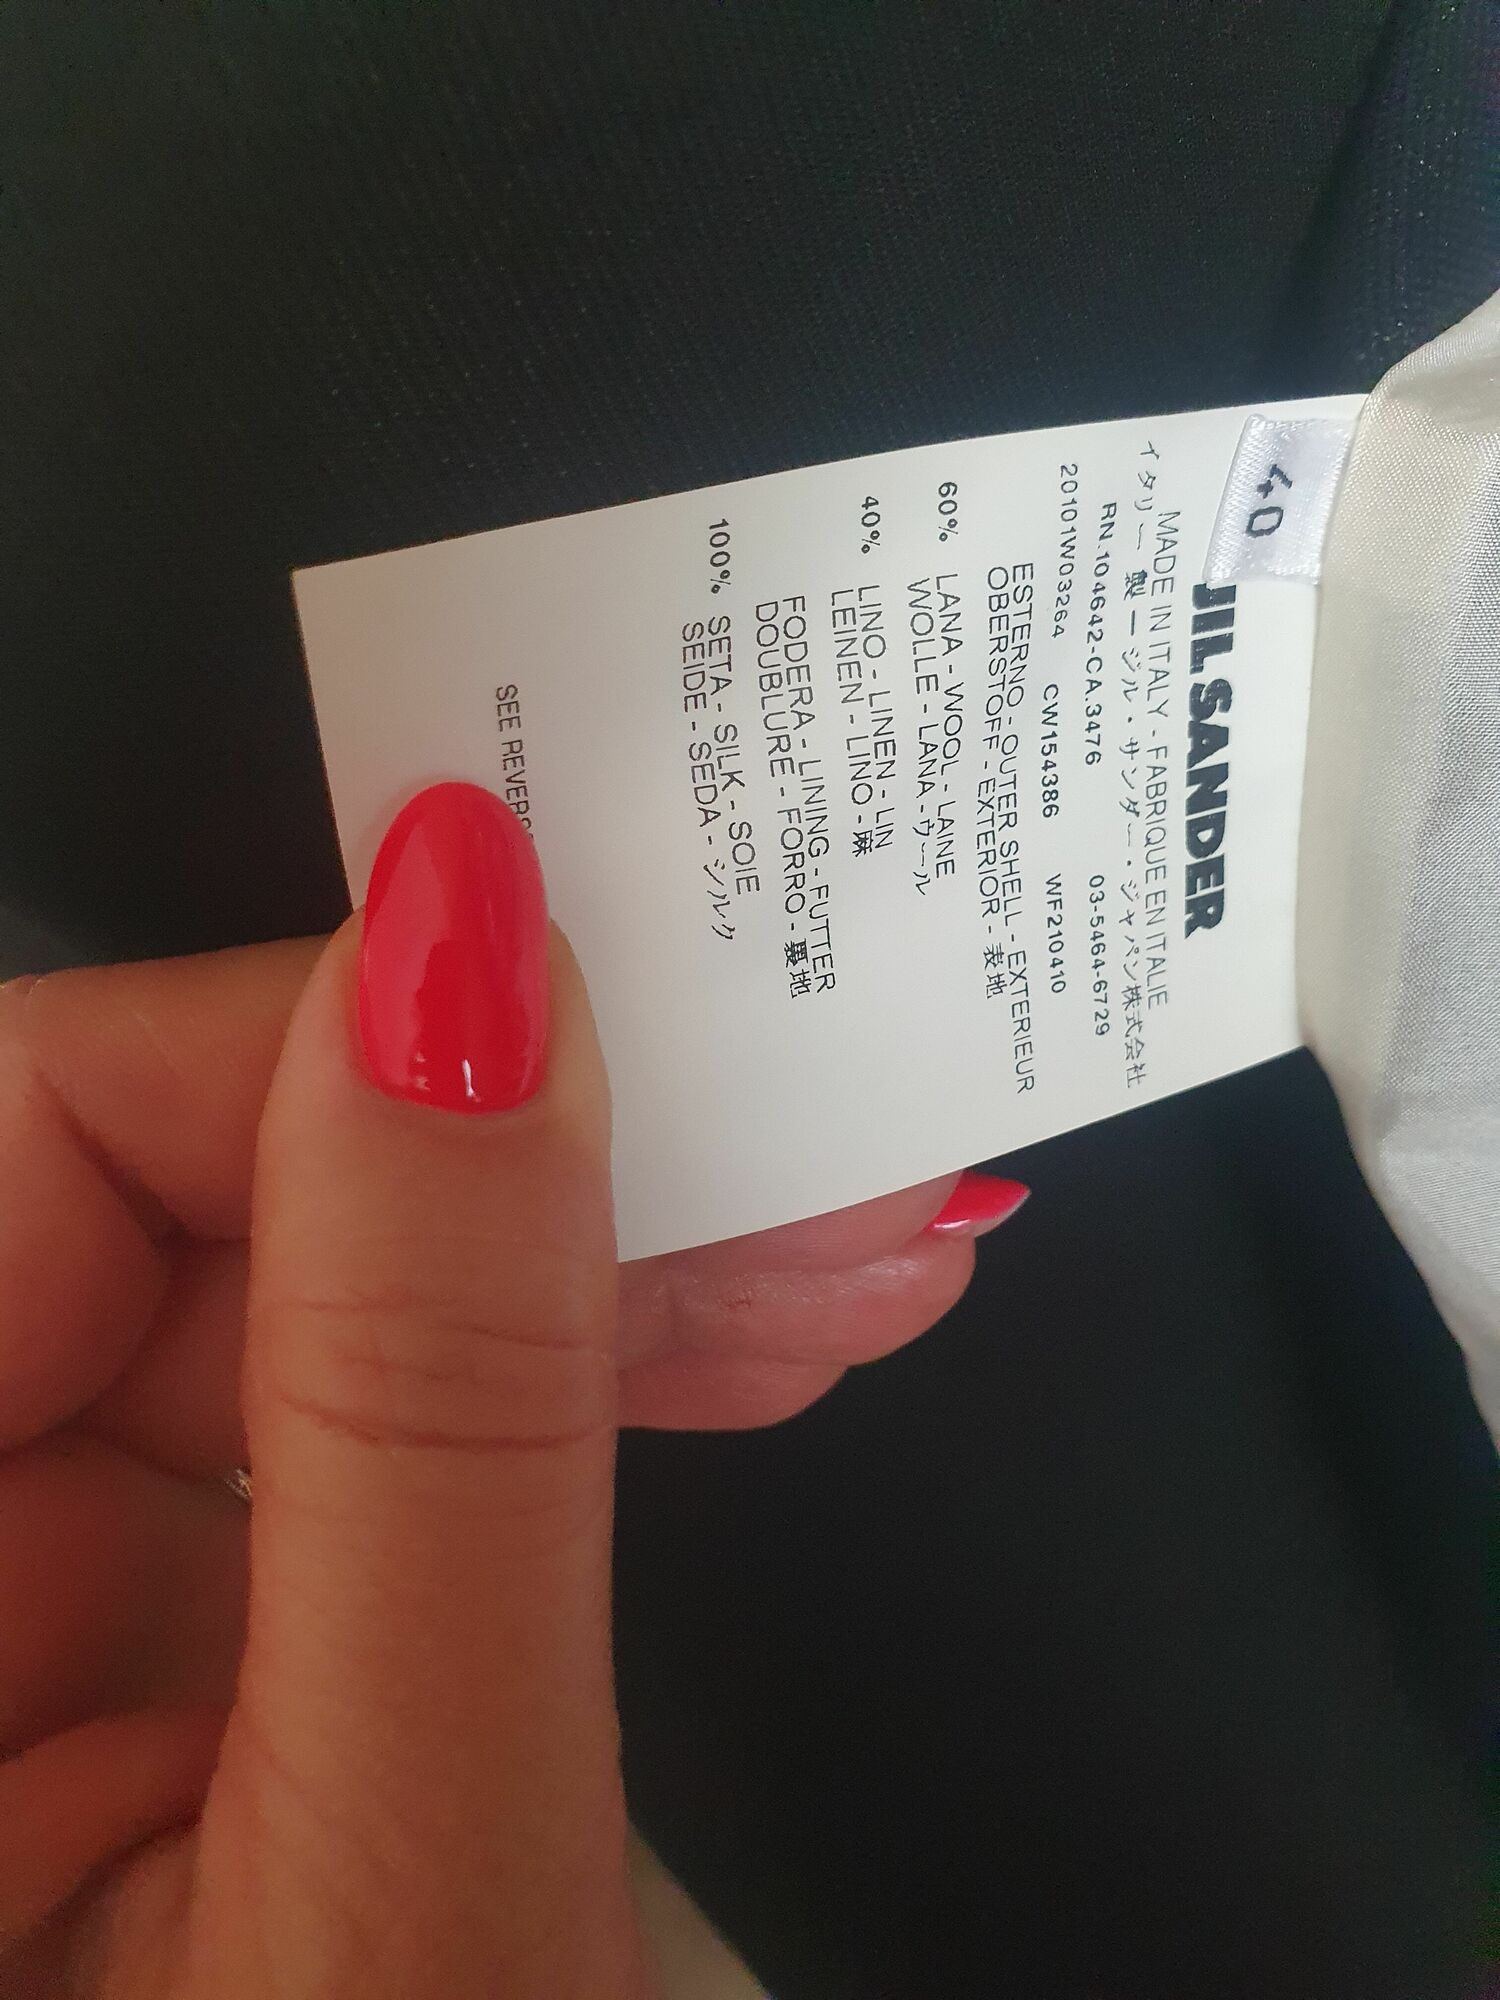 40
JIL SANDER
MADE IN ITALY - FABRIQUE EN ITALIE
イタリー 製 ー ジル・サンダー・ジャパン株式会社
RN.104642-CA.3476 03-5464-6729
20101W03264 CW154386 WF210410
ESTERNO - OUTER SHELL - EXTERIEUR
OBERSTOFF - EXTERIOR - 表地
60% LANA - WOOL - LAINE
WOLLE - LANA - ウール
40% LINO - LINEN - LIN
LEINEN - LINO - 麻
FODERA - LINING - FUTTER
DOUBLURE - FORRO - 裏地
100% SETA - SILK - SOIE
SEIDE - SEDA - シルク
SEE